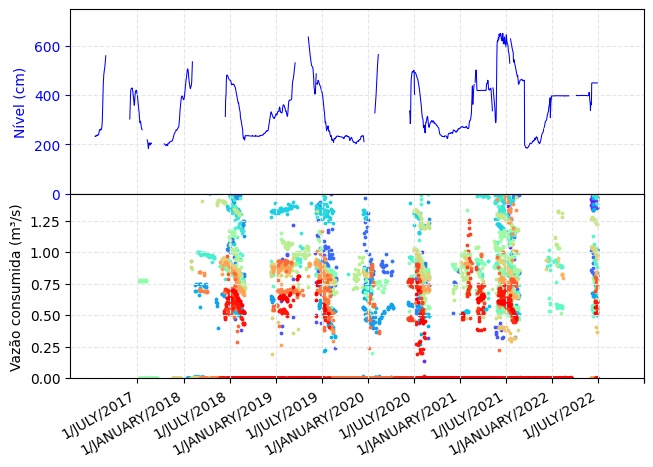 600
400
200
0
Nível (cm)
1.25
1.00
0.75
0.50
0.25
0.00
Vazão consumida (m³/s)
1/JULY/2017
1/JANUARY/2018
1/JULY/2018
1/JANUARY/2019
1/JULY/2019
1/JANUARY/2020
1/JULY/2020
1/JANUARY/2021
1/JULY/2021
1/JANUARY/2022
1/JULY/2022